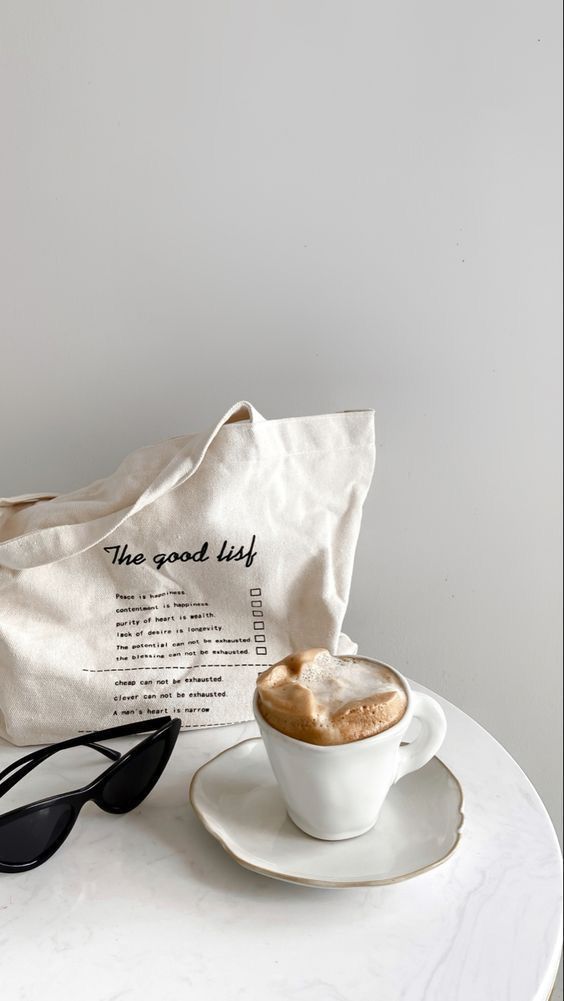 The good lisf
Peace is happiness.
contentment is happiness.
purity of heart is wealth.
lack of desire is longevity.
The potential can not be exhausted
the blessing can not be exhausted.
cheap can not be exhausted.
clever can not be exhausted.
A man's heart is narrow